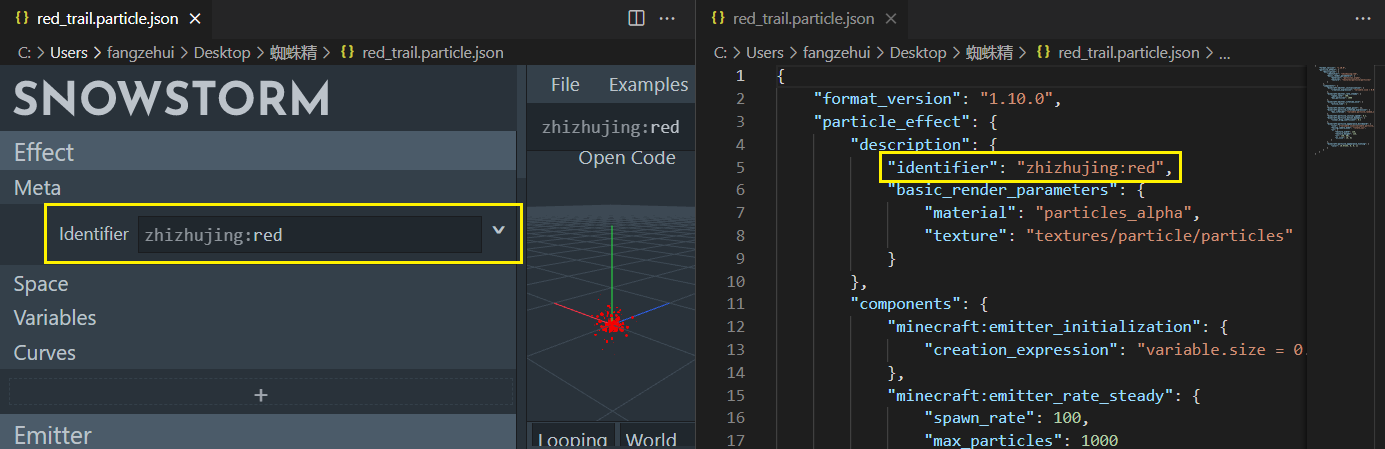 red_trail.particle.json
C: > Users > fangzehui > Desktop > 蜘蛛精 > {} red_trail.particle.json
SNOWSTORM
Effect
Meta
Identifier zhizhujing:red
Space
Variables
Curves
+
Emitter
File Examples
zhizhujing:red
Open Code
Looping World
red_trail.particle.json
C: > Users > fangzehui > Desktop > 蜘蛛精 > {} red_trail.particle.json > ...
1 {
2 "format_version": "1.10.0",
3 "particle_effect": {
4 "description": {
5 "identifier": "zhizhujing:red",
6 "basic_render_parameters": {
7 "material": "particles_alpha",
8 "texture": "textures/particle/particles"
9 }
10 },
11 "components": {
12 "minecraft:emitter_initialization": {
13 "creation_expression": "variable.size = 0.
14 },
15 "minecraft:emitter_rate_steady": {
16 "spawn_rate": 100,
17 "max_particles": 1000